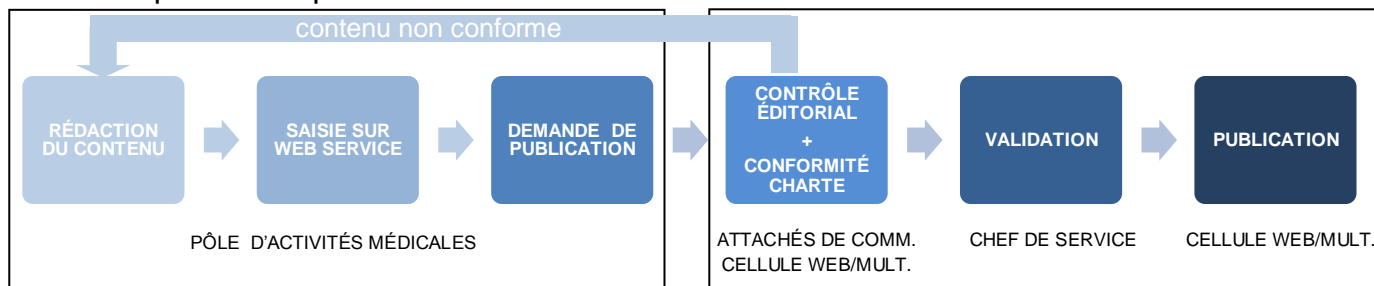 contenu non conforme
RÉDACTION
DU CONTENU
SAISIE SUR
WEB SERVICE
DEMANDE DE
PUBLICATION
CONTRÔLE
ÉDITORIAL
+
CONFORMITÉ
CHARTE
VALIDATION
PUBLICATION
PÔLE D'ACTIVITÉS MÉDICALES
ATTACHÉS DE COMM.
CELLULE WEB/MULT.
CHEF DE SERVICE
CELLULE WEB/MULT.